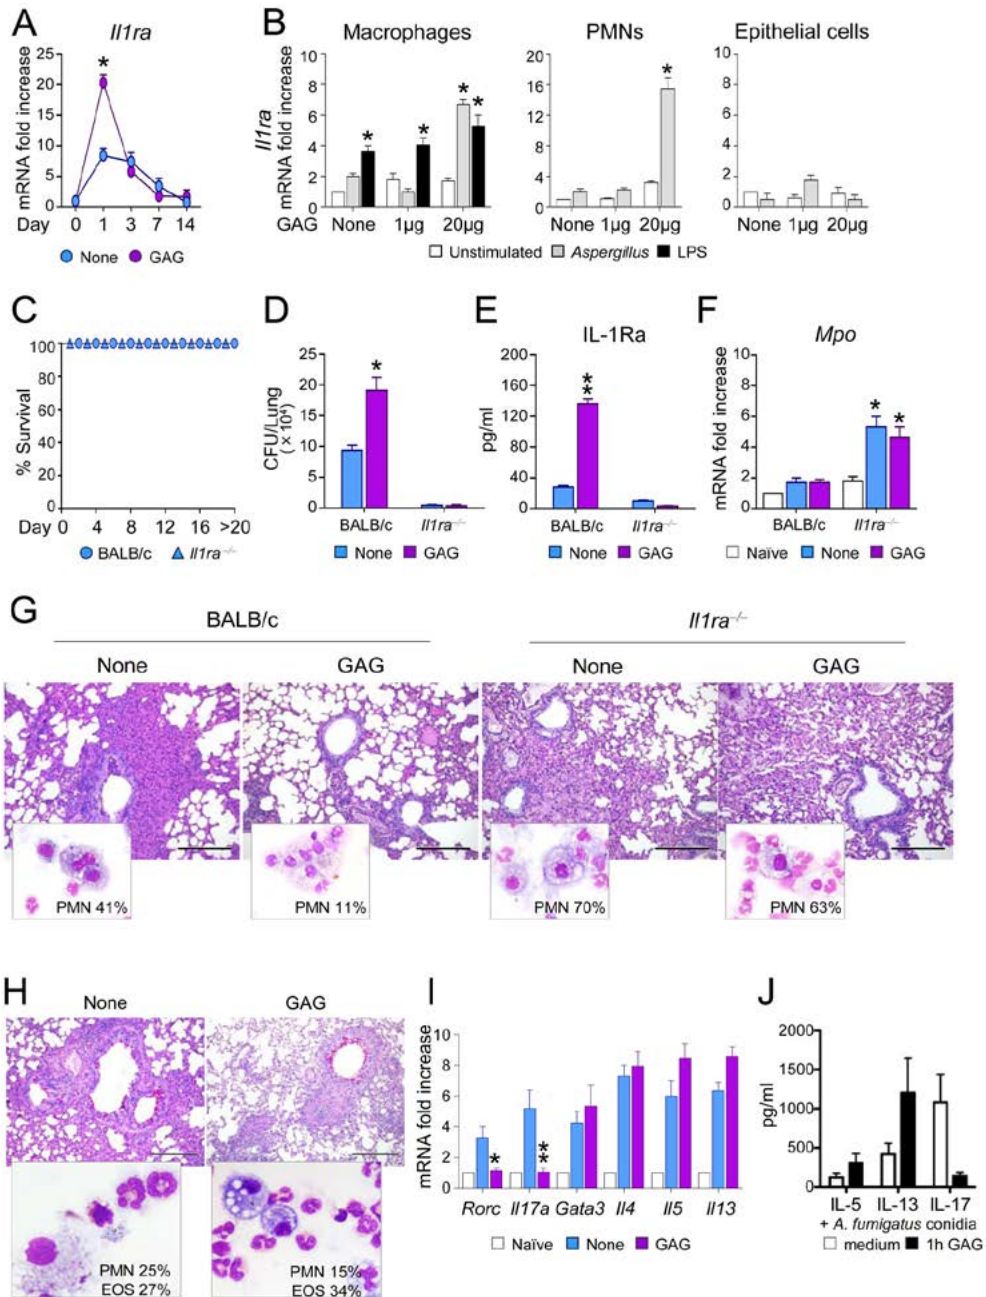 A
Il1ra
mRNA fold increase
25
20
15
10
5
0
*
Day 0 1 3 7 14
None GAG
B
Macrophages PMNs Epithelial cells
Il1ra
mRNA fold increase
10
8
6
4
2
0
* * * *
20
16
12
8
4
0
*
10
8
6
4
2
0
GAG None 1µg 20µg None 1µg 20µg None 1µg 20µg
Unstimulated Aspergillus LPS
C
% Survival
100
80
60
40
20
0
Day 0 4 8 12 16 >20
BALB/c Il1ra–/–
D
CFU/Lung
(× 10⁴)
25
20
15
10
5
0
*
BALB/c Il1ra–/–
None GAG
E
IL-1Ra
pg/ml
200
160
120
80
40
0
**
BALB/c Il1ra–/–
None GAG
F
Mpo
mRNA fold increase
10
8
6
4
2
0
* *
BALB/c Il1ra–/–
Naïve None GAG
G
BALB/c Il1ra–/–
None GAG None GAG
PMN 41% PMN 11% PMN 70% PMN 63%
H
None GAG
PMN 25%
EOS 27%
PMN 15%
EOS 34%
I
mRNA fold increase
10
8
6
4
2
0
* **
Rorc Il17a Gata3 Il4 Il5 Il13
Naïve None GAG
J
pg/ml
2000
1500
1000
500
0
IL-5 IL-13 IL-17
+ A. fumigatus conidia
medium 1h GAG